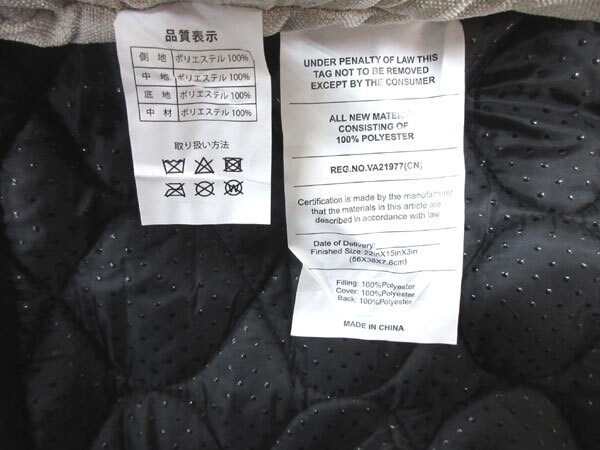 品質表示
側地 ポリエステル100%
中地 ポリエステル100%
底地 ポリエステル100%
中材 ポリエステル100%
取り扱い方法
UNDER PENALTY OF LAW THIS
TAG NOT TO BE REMOVED
EXCEPT BY THE CONSUMER
ALL NEW MATERIAL
CONSISTING OF
100% POLYESTER
REG.NO.VA21977(CN)
Certification is made by the manufacturer
that the materials in this article are
described in accordance with law
Date of Delivery:
Finished Size:22inX15inX3in
(56X38X7.6cm)
Filling: 100%Polyester
Cover: 100%Polyester
Back: 100%Polyester
MADE IN CHINA